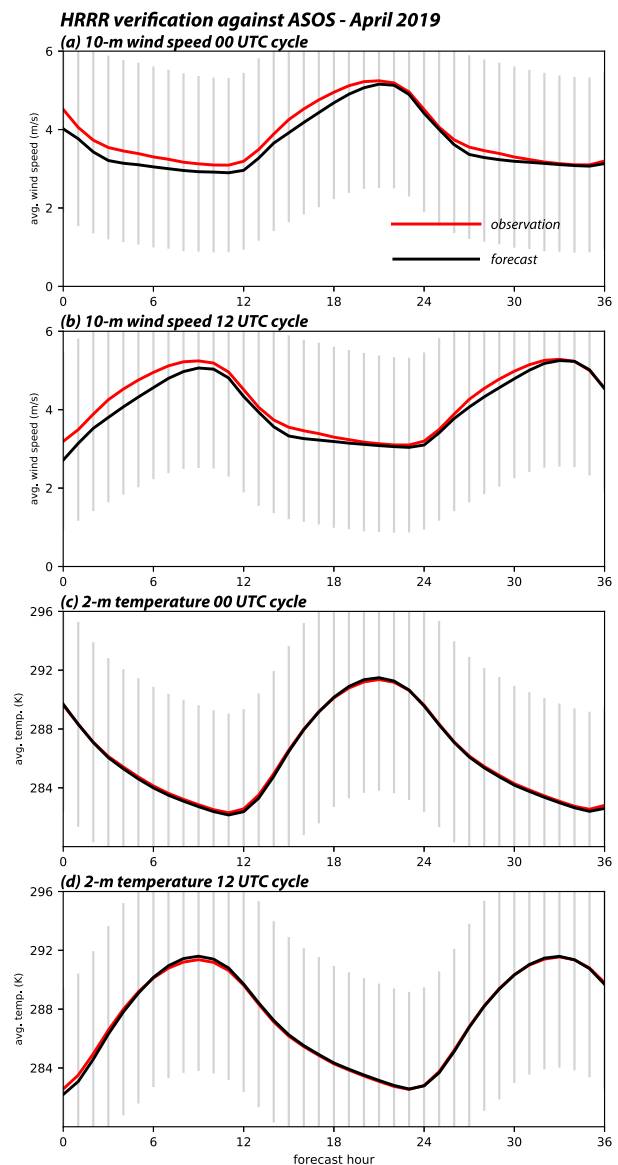 HRRR verification against ASOS - April 2019
(a) 10-m wind speed 00 UTC cycle
6
4
2
0
avg. wind speed (m/s)
observation
forecast
0 6 12 18 24 30 36
(b) 10-m wind speed 12 UTC cycle
6
4
2
0
avg. wind speed (m/s)
0 6 12 18 24 30 36
(c) 2-m temperature 00 UTC cycle
296
292
288
284
avg. temp. (K)
0 6 12 18 24 30 36
(d) 2-m temperature 12 UTC cycle
296
292
288
284
avg. temp. (K)
0 6 12 18 24 30 36
forecast hour